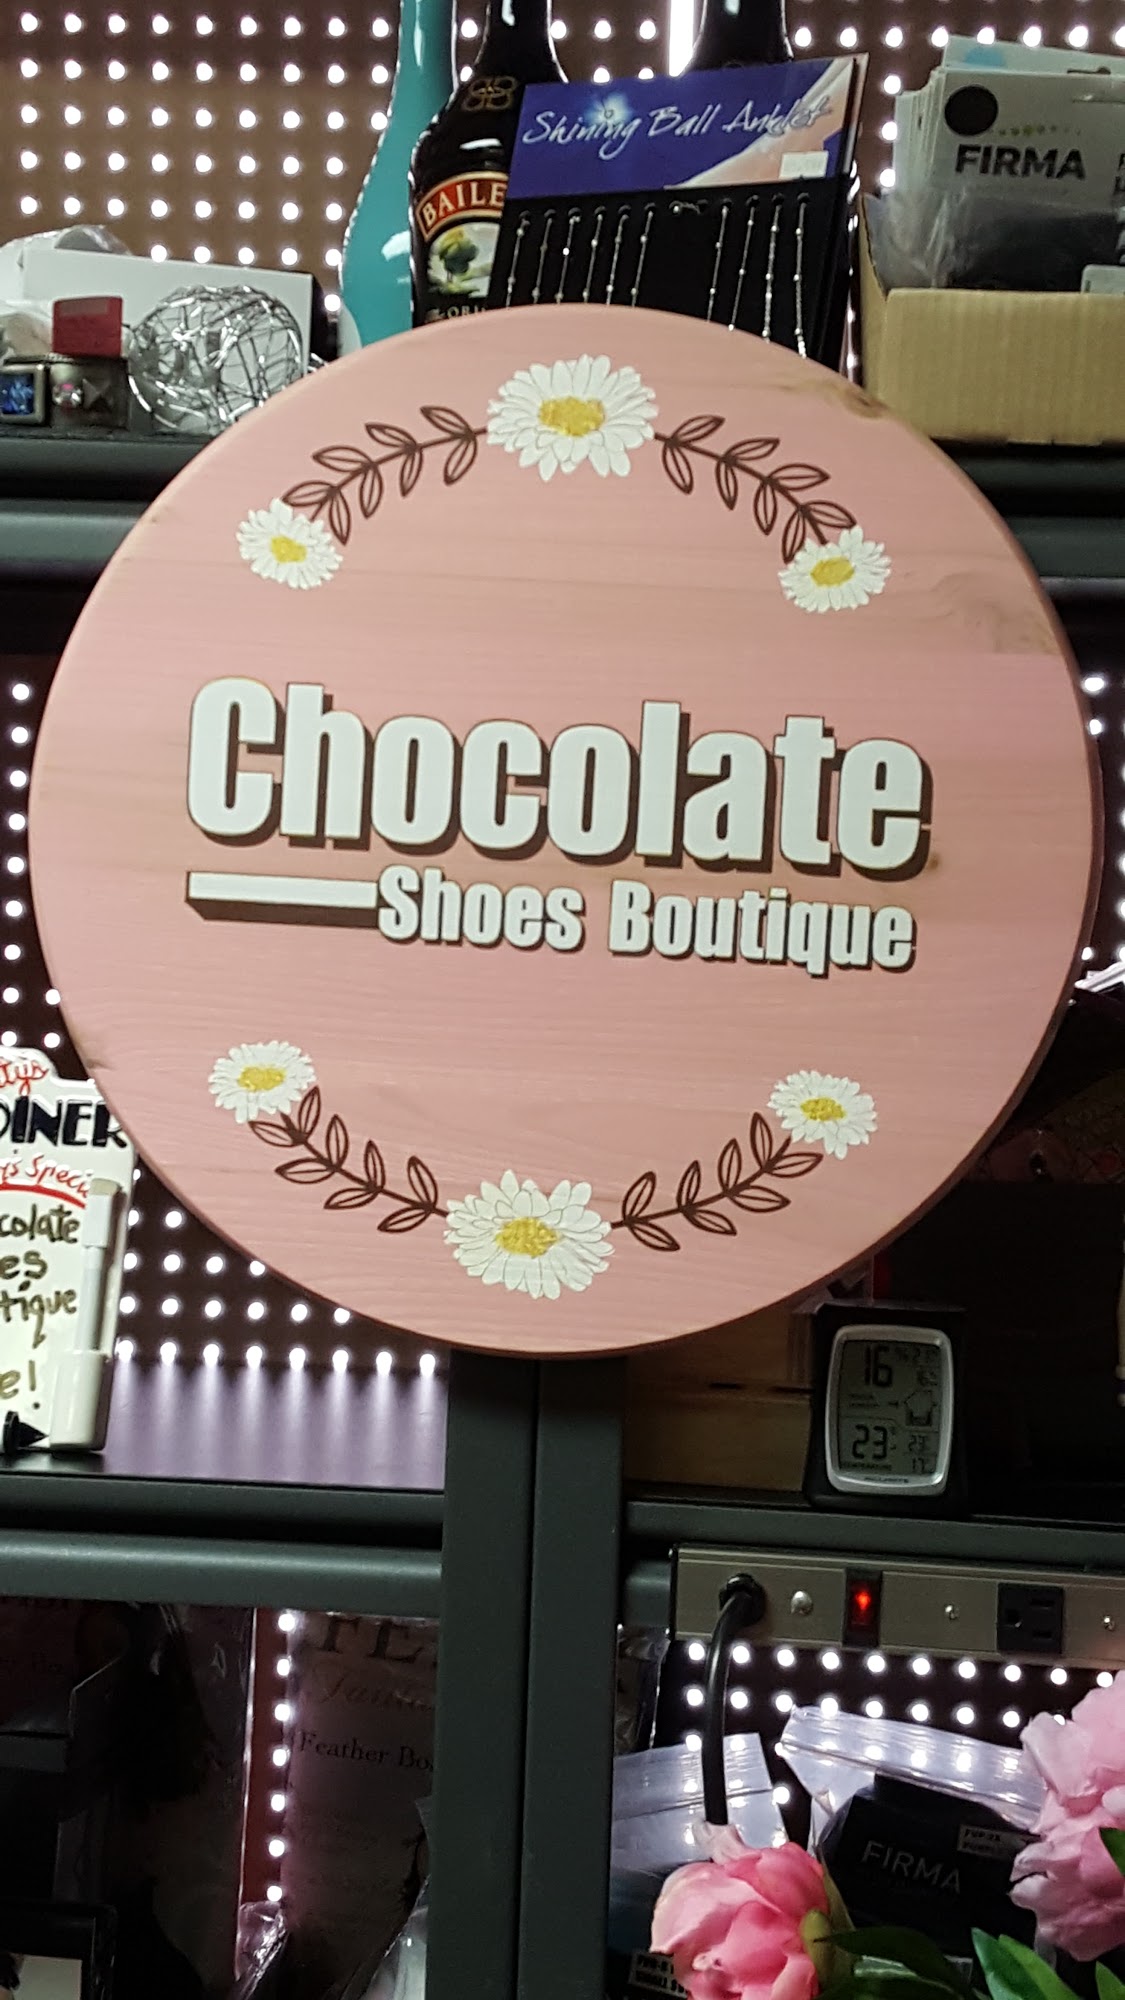 Shining Ball Anklet
FIRMA
BAILE
Chocolate
Shoes Boutique
DINER
colate
es
tique
e!
16
23
Feather Bo
FIRMA